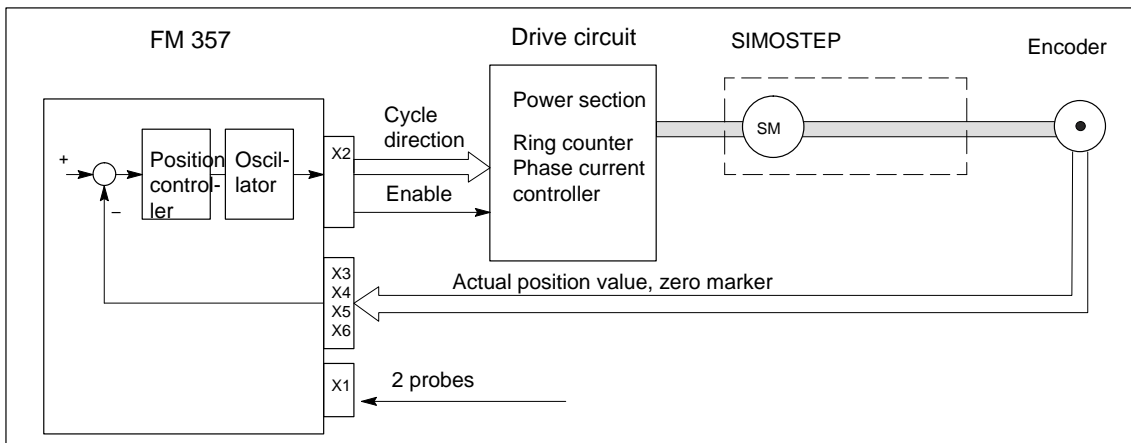 FM 357
Drive circuit
SIMOSTEP
Encoder
+
−
Position
control-
ler
Oscil-
lator
X2
Cycle
direction
Enable
Power section
Ring counter
Phase current
controller
SM
X3
X4
X5
X6
Actual position value, zero marker
X1
2 probes